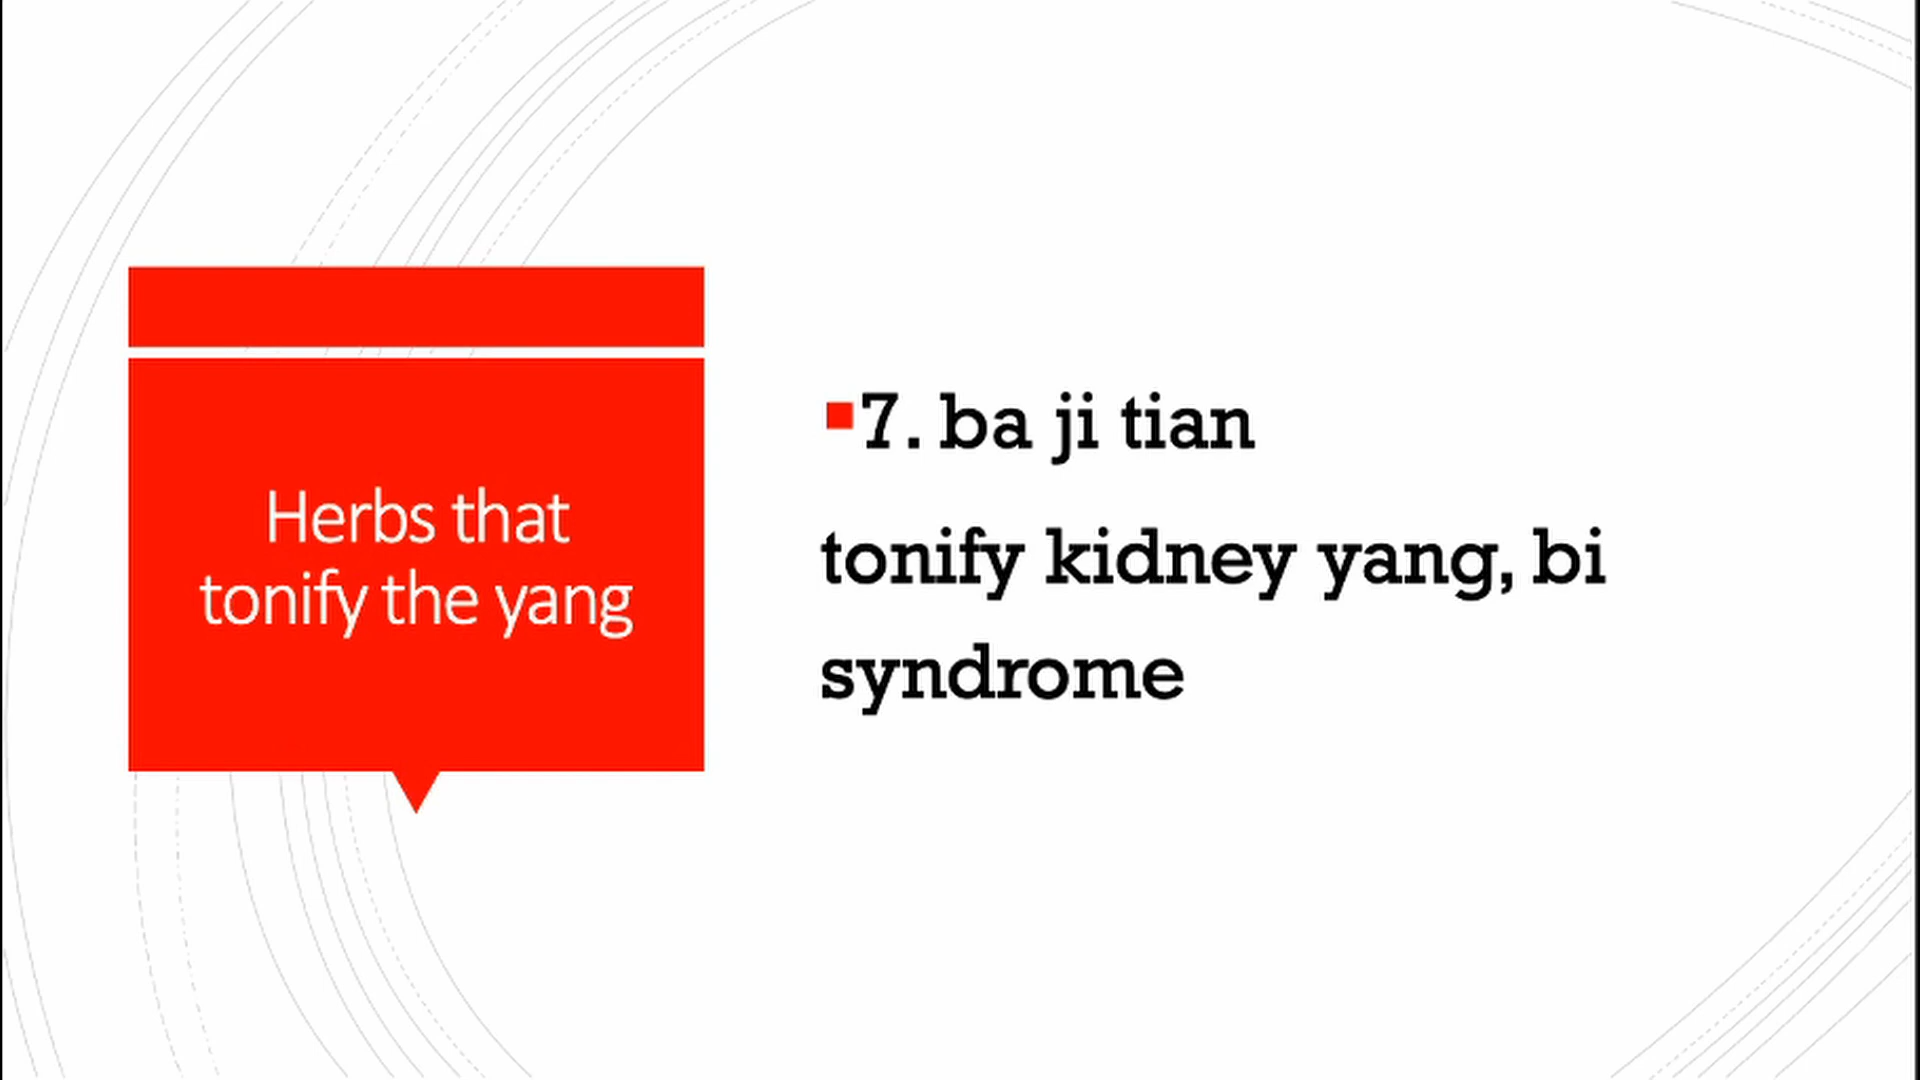 Herbs that
tonify the yang
7. ba ji tian
tonify kidney yang, bi
syndrome